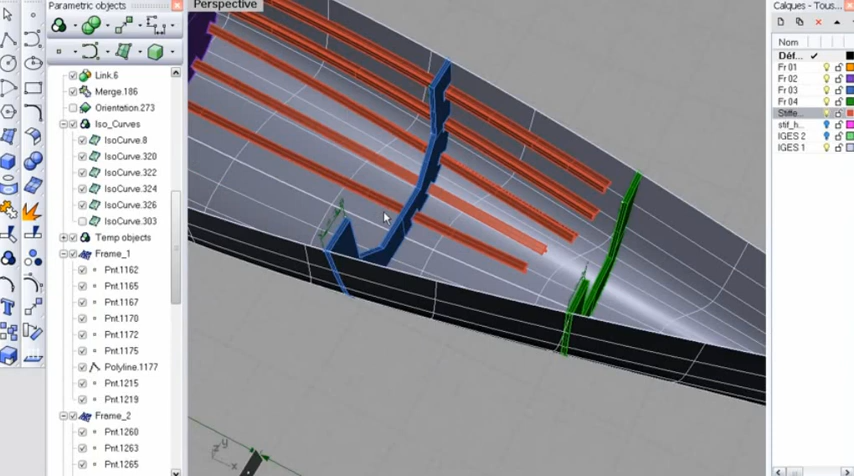 Parametric objects
Link.6
Merge.186
Orientation.273
Iso_Curves
IsoCurve.8
IsoCurve.320
IsoCurve.322
IsoCurve.324
IsoCurve.326
IsoCurve.303
Temp objects
Frame_1
Pnt.1162
Pnt.1165
Pnt.1167
Pnt.1170
Pnt.1172
Pnt.1175
Polyline.1177
Pnt.1215
Pnt.1219
Frame_2
Pnt.1260
Pnt.1263
Pnt.1265
Perspective
y
x
Calques - Tous...
Nom
Déf...
Fr 01
Fr 02
Fr 03
Fr 04
Stiffe...
stif_h...
IGES 2
IGES 1